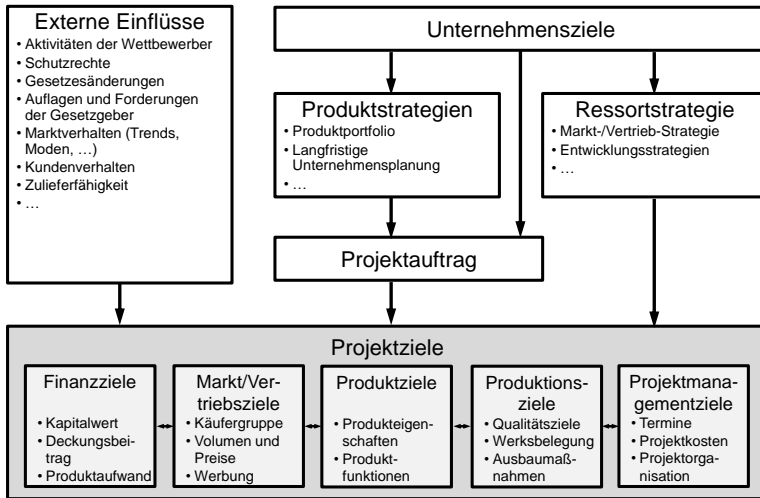 Externe Einflüsse
• Aktivitäten der Wettbewerber
• Schutzrechte
• Gesetzesänderungen
• Auflagen und Forderungen
der Gesetzgeber
• Marktverhalten (Trends,
Moden, …)
• Kundenverhalten
• Zulieferfähigkeit
• …
Unternehmensziele
Produktstrategien
• Produktportfolio
• Langfristige
Unternehmensplanung
• …
Ressortstrategie
• Markt-/Vertrieb-Strategie
• Entwicklungsstrategien
• …
Projektauftrag
Projektziele
Finanzziele
• Kapitalwert
• Deckungsbei-
trag
• Produktaufwand
Markt/Ver-
triebsziele
• Käufergruppe
• Volumen und
Preise
• Werbung
Produktziele
• Produkteigen-
schaften
• Produkt-
funktionen
Produktions-
ziele
• Qualitätsziele
• Werksbelegung
• Ausbaumaß-
nahmen
Projektmana-
gementziele
• Termine
• Projektkosten
• Projektorga-
nisation